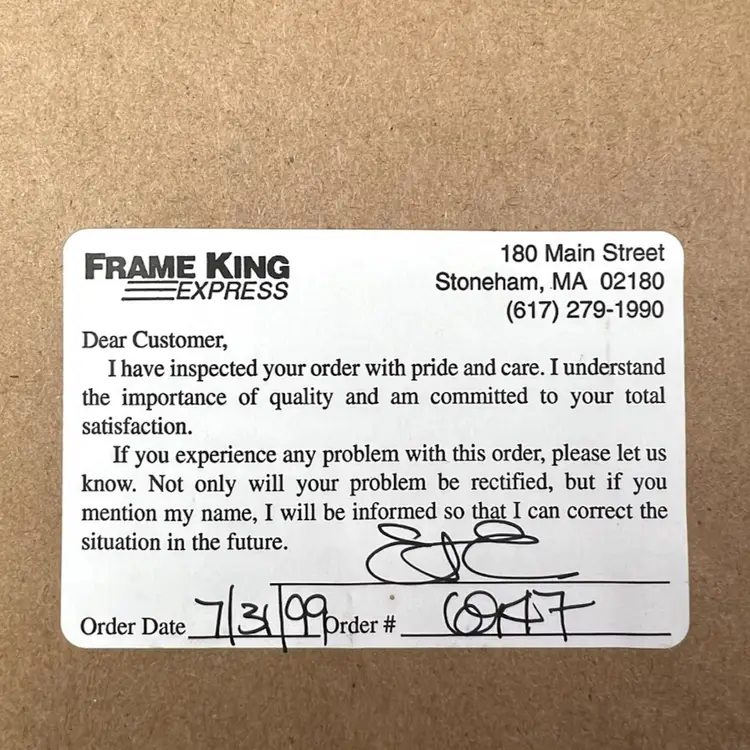 FRAME KING
EXPRESS
180 Main Street
Stoneham, MA 02180
(617) 279-1990
Dear Customer,
I have inspected your order with pride and care. I understand
the importance of quality and am committed to your total
satisfaction.
If you experience any problem with this order, please let us
know. Not only will your problem be rectified, but if you
mention my name, I will be informed so that I can correct the
situation in the future.
Order Date 7/31/99 Order #